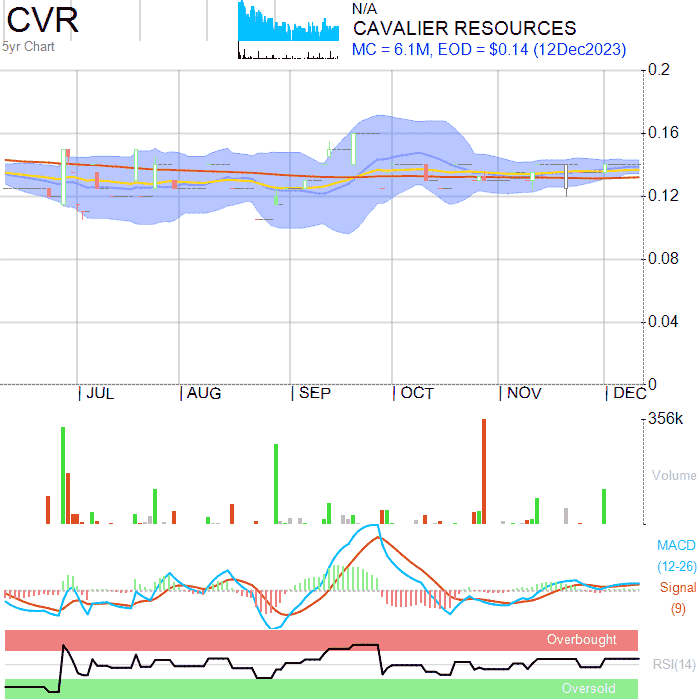 CVR
5yr Chart
N/A
CAVALIER RESOURCES
MC = 6.1M, EOD = $0.14 (12Dec2023)
0.2
0.16
0.12
0.08
0.04
0
JUL AUG SEP OCT NOV DEC
356k
Volume
MACD
(12-26)
Signal
(9)
Overbought
RSI(14)
Oversold